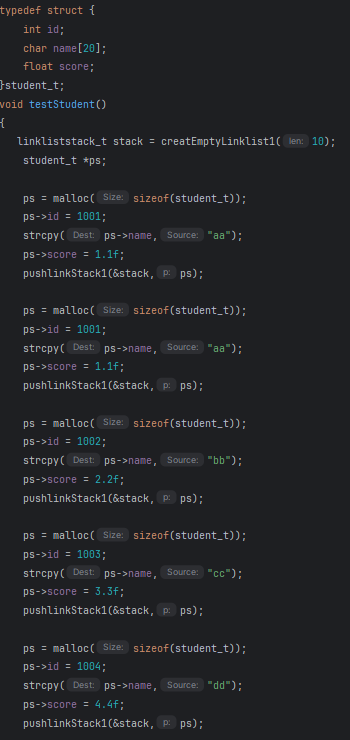 typedef struct {
    int id;
    char name[20];
    float score;
}student_t;
void testStudent()
{
   linkliststack_t stack = creatEmptyLinklist1( len: 10);
    student_t *ps;

    ps = malloc( Size: sizeof(student_t));
    ps->id = 1001;
    strcpy( Dest: ps->name, Source: "aa");
    ps->score = 1.1f;
    pushlinkStack1(&stack, p: ps);

    ps = malloc( Size: sizeof(student_t));
    ps->id = 1001;
    strcpy( Dest: ps->name, Source: "aa");
    ps->score = 1.1f;
    pushlinkStack1(&stack, p: ps);

    ps = malloc( Size: sizeof(student_t));
    ps->id = 1002;
    strcpy( Dest: ps->name, Source: "bb");
    ps->score = 2.2f;
    pushlinkStack1(&stack, p: ps);

    ps = malloc( Size: sizeof(student_t));
    ps->id = 1003;
    strcpy( Dest: ps->name, Source: "cc");
    ps->score = 3.3f;
    pushlinkStack1(&stack, p: ps);

    ps = malloc( Size: sizeof(student_t));
    ps->id = 1004;
    strcpy( Dest: ps->name, Source: "dd");
    ps->score = 4.4f;
    pushlinkStack1(&stack, p: ps);